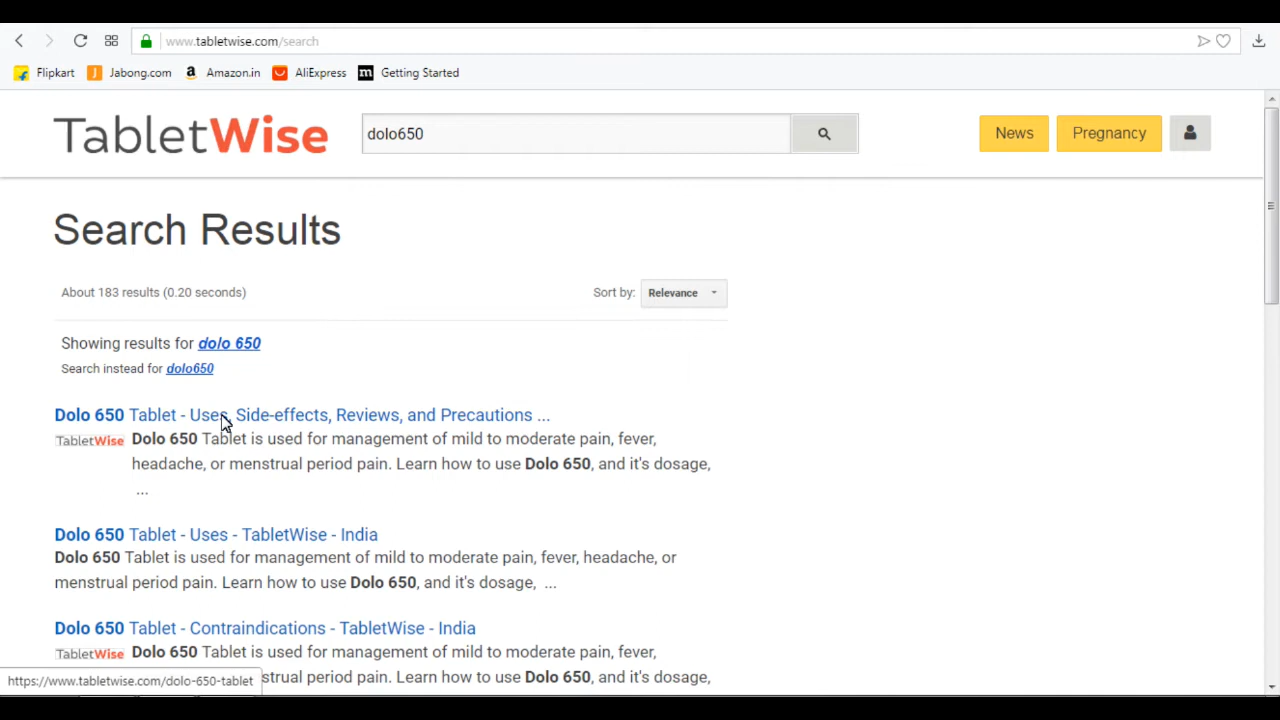 www.tabletwise.com/search
Flipkart Jabong.com a Amazon.in AliExpress m Getting Started
TabletWise dolo650 News Pregnancy
Search Results
About 183 results (0.20 seconds) Sort by: Relevance
Showing results for dolo 650
Search instead for dolo650
Dolo 650 Tablet - Uses, Side-effects, Reviews, and Precautions ...
TabletWise Dolo 650 Tablet is used for management of mild to moderate pain, fever,
headache, or menstrual period pain. Learn how to use Dolo 650, and it's dosage,
...
Dolo 650 Tablet - Uses - TabletWise - India
Dolo 650 Tablet is used for management of mild to moderate pain, fever, headache, or
menstrual period pain. Learn how to use Dolo 650, and it's dosage, ...
Dolo 650 Tablet - Contraindications - TabletWise - India
TabletWise Dolo 650 Tablet is used for management of mild to moderate pain, fever,
https://www.tabletwise.com/dolo-650-tablet strual period pain. Learn how to use Dolo 650, and it's dosage,